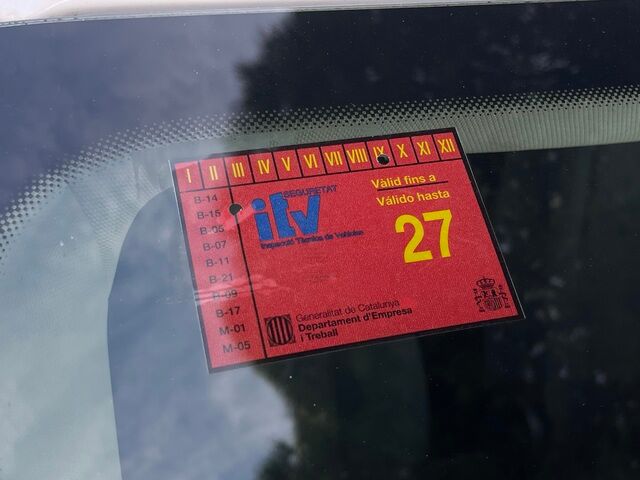 I II III IV V VI VII VIII IX X XI XII
B-14
B-15
B-05
B-07
B-11
B-21
B-09
B-17
M-01
M-05
SEGURETAT
itv
Inspecció Tècnica de Vehicles
Vàlid fins a
Válido hasta
27
Generalitat de Catalunya
Departament d'Empresa
i Treball